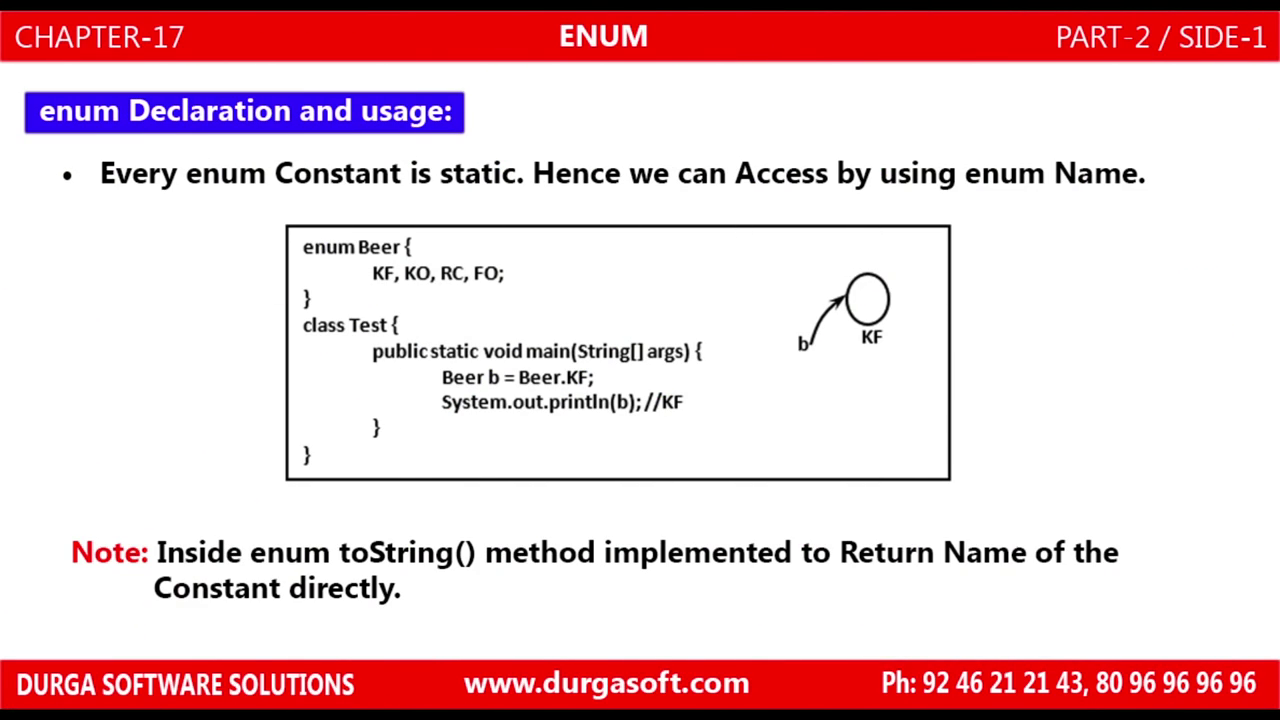 CHAPTER-17 ENUM PART-2 / SIDE-1
enum Declaration and usage:
• Every enum Constant is static. Hence we can Access by using enum Name.
enum Beer {
KF, KO, RC, FO;
}
class Test {
public static void main(String[] args) {
Beer b = Beer.KF;
System.out.println(b); //KF
}
}
b KF
Note: Inside enum toString() method implemented to Return Name of the
Constant directly.
DURGA SOFTWARE SOLUTIONS www.durgasoft.com Ph: 92 46 21 21 43, 80 96 96 96 96